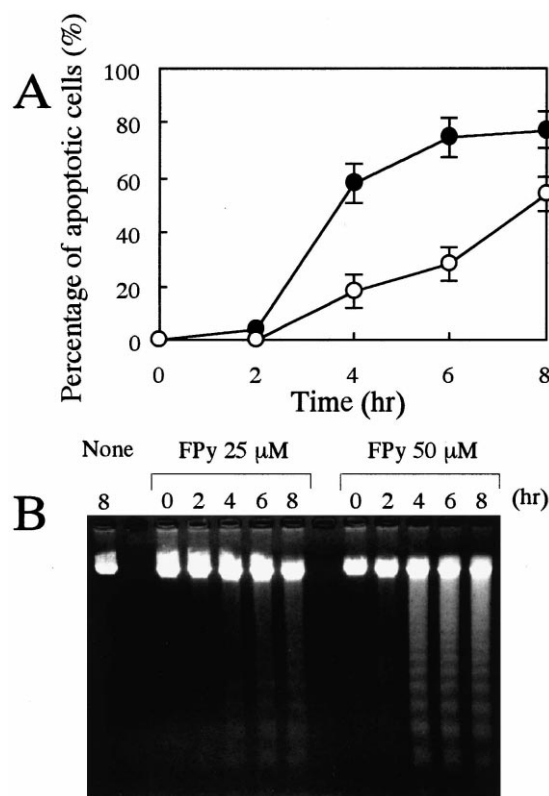 A
Percentage of apoptotic cells (%)
100
80
60
40
20
0
0 2 4 6 8
Time (hr)
None FPy 25 µM FPy 50 µM
8 0 2 4 6 8 0 2 4 6 8 (hr)
B